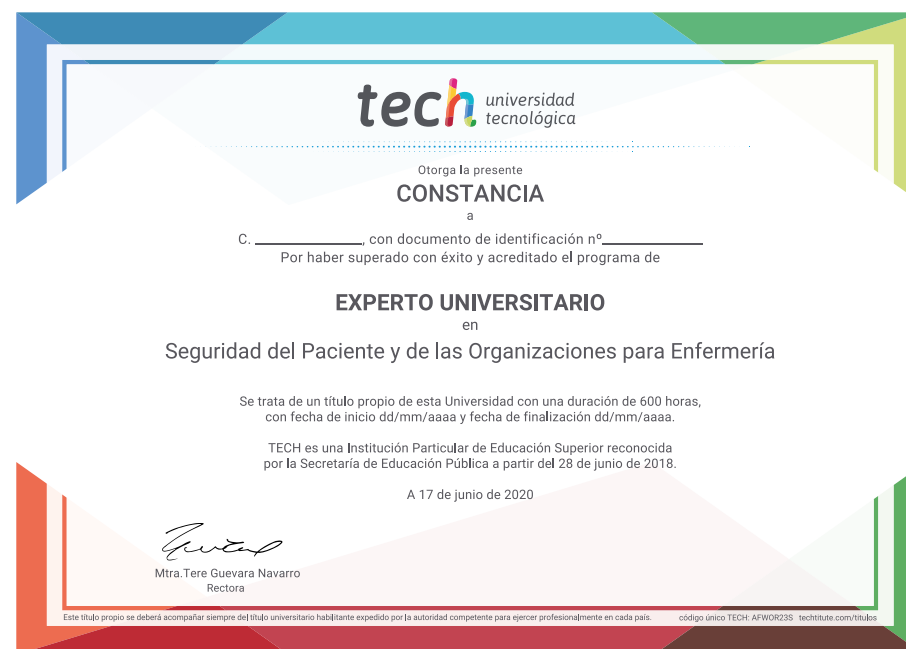 tech universidad
tecnológica
Otorga la presente
CONSTANCIA
a
C. ____________, con documento de identificación nº____________
Por haber superado con éxito y acreditado el programa de
EXPERTO UNIVERSITARIO
en
Seguridad del Paciente y de las Organizaciones para Enfermería
Se trata de un título propio de esta Universidad con una duración de 600 horas,
con fecha de inicio dd/mm/aaaa y fecha de finalización dd/mm/aaaa.
TECH es una Institución Particular de Educación Superior reconocida
por la Secretaría de Educación Pública a partir del 28 de junio de 2018.
A 17 de junio de 2020
Mtra.Tere Guevara Navarro
Rectora
Este título propio se deberá acompañar siempre del título universitario habilitante expedido por la autoridad competente para ejercer profesionalmente en cada país. código único TECH: AFWOR23S techtitute.com/titulos